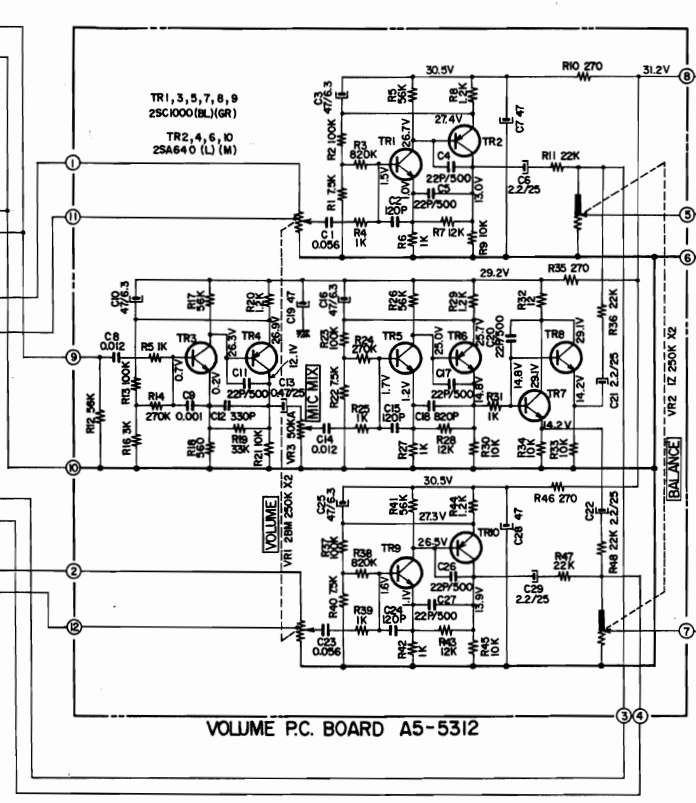 TR1, 3, 5, 7, 8, 9
2SC1000 (BL)(GR)
TR2, 4, 6, 10
2SA640 (L) (M)
30.5V
R10 270
31.2V
8
C3
47/6.3
R5
56K
R8
1.2K
C7 47
R2 100K
R3
820K
26.7V
27.4V
TR1
TR2
1
C4
22P/500
R11 22K
C6
2.2/25
1.5V
C5
22P/500
13.0V
R1 75K
C2
120P
11
5
C1
0.056
R4
1K
R6
1K
R7 12K
R9 10K
6
29.2V
R35 270
C10
47/6.3
R17
56K
R20
1.2K
C19 47
C16
47/6.3
R26
56K
R29
1.2K
R32
12
R36 22K
C8
0.012
R5 1K
TR3
26.3V
TR4
26.9V
R23
100K
R24
270K
TR5
25.0V
TR6
25.7V
C20
22P/500
TR8
29.1V
9
0.7V
12.1V
C11
22P/500
R13 100K
0.2V
C13
0.47/25
MIC MIX
1.7V
1.2V
C17
22P/500
14.8V
14.8V
29.1V
TR7
14.2V
C21 2.2/25
VR2 1Z 250K X2
R12 56K
R14
270K
C9
0.001
C12 330P
R22 75K
C18 820P
R31
1K
14.2V
R16 3K
R18
560
R19
33K
R21 10K
VR3 50KA
C14
0.012
R25
1K
120P
R27
1K
R28
12K
R30
10K
R34
10K
R33
10K
10
BALANCE
VOLUME
VR1 2BM 250K X2
30.5V
R46 270
C25
47/6.3
R41
56K
R44
1.2K
27.3V
C28 47
C22
2.2/25
R37
100K
R38
820K
TR9
26.5V
TR10
2
1.6V
C26
22P/500
C29
2.2/25
R47
22K
R48 22K
R40 75K
C27
22P/500
13.9V
12
R39
1K
C24
120P
7
C23
0.056
R42
1K
R43
12K
R45
10K
3 4
VOLUME P.C. BOARD A5-5312